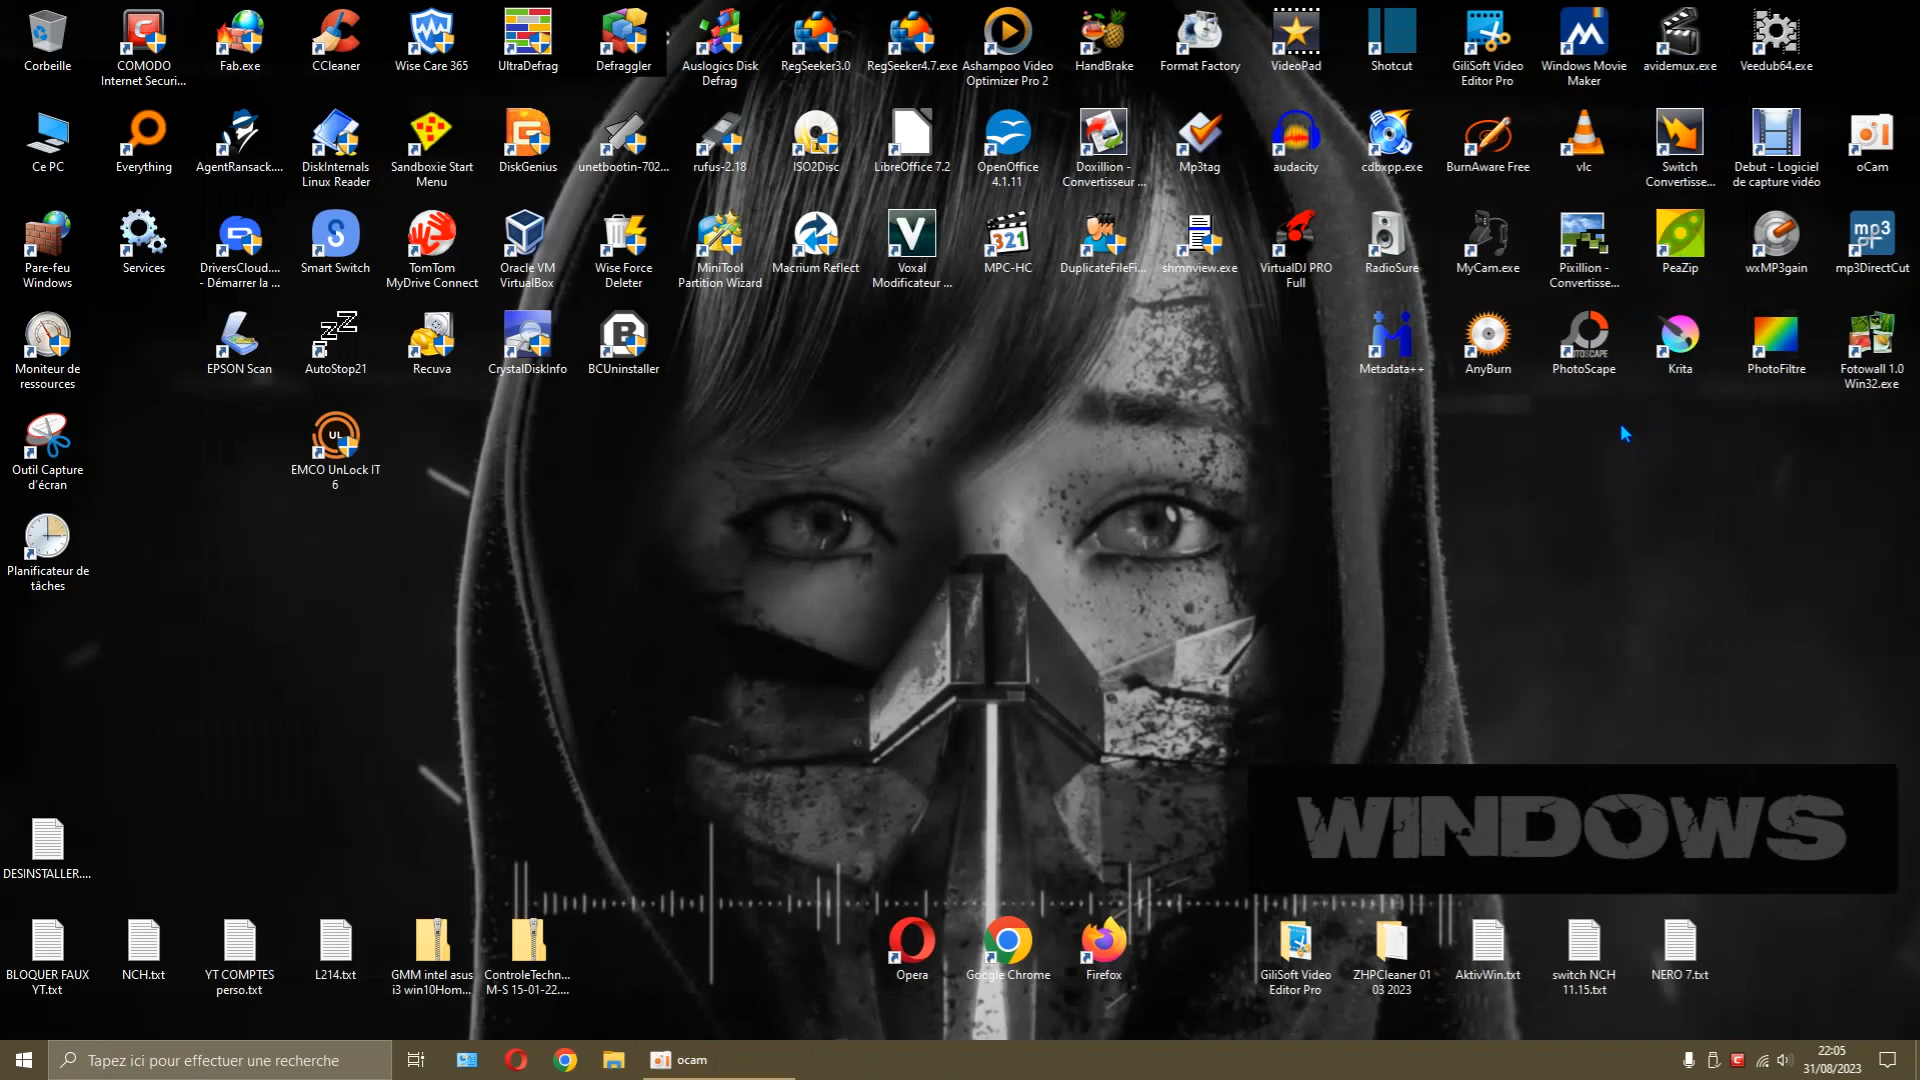 Corbeille
COMODO
Internet Securi...
Fab.exe
CCleaner
Wise Care 365
UltraDefrag
Defraggler
Auslogics Disk
Defrag
RegSeeker3.0
RegSeeker4.7.exe
Ashampoo Video
Optimizer Pro 2
HandBrake
Format Factory
VideoPad
Shotcut
GiliSoft Video
Editor Pro
Windows Movie
Maker
avidemux.exe
Veedub64.exe
Ce PC
Everything
AgentRansack....
DiskInternals
Linux Reader
Sandboxie Start
Menu
DiskGenius
unetbootin-702...
rufus-2.18
ISO2Disc
LibreOffice 7.2
OpenOffice
4.1.11
Doxillion -
Convertisseur ...
Mp3tag
audacity
cdbxpp.exe
BurnAware Free
vlc
Switch
Convertisse...
Debut - Logiciel
de capture vidéo
oCam
Pare-feu
Windows
Services
DriversCloud....
- Démarrer la ...
S
Smart Switch
TomTom
MyDrive Connect
Oracle VM
VirtualBox
Wise Force
Deleter
MiniTool
Partition Wizard
Macrium Reflect
V
Voxal
Modificateur ...
321
MPC-HC
DuplicateFileFi...
shmnview.exe
VirtualDJ PRO
Full
RadioSure
MyCam.exe
Pixillion -
Convertisse...
PeaZip
wxMP3gain
mp3
mp3DirectCut
Moniteur de
ressources
EPSON Scan
ZZZ
AutoStop21
Recuva
CrystalDiskInfo
B
BCUninstaller
Metadata++
AnyBurn
PhotoScape
Krita
PhotoFiltre
Fotowall 1.0
Win32.exe
Outil Capture
d'écran
UL
EMCO UnLock IT
6
Planificateur de
tâches
WINDOWS
DESINSTALLER....
BLOQUER FAUX
YT.txt
NCH.txt
YT COMPTES
perso.txt
L214.txt
GMM intel asus
i3 win10Hom...
ControleTechn...
M-S 15-01-22....
Opera
Google Chrome
Firefox
GiliSoft Video
Editor Pro
ZHPCleaner 01
03 2023
AktivWin.txt
switch NCH
11.15.txt
NERO 7.txt
Tapez ici pour effectuer une recherche
ocam
22:05
31/08/2023